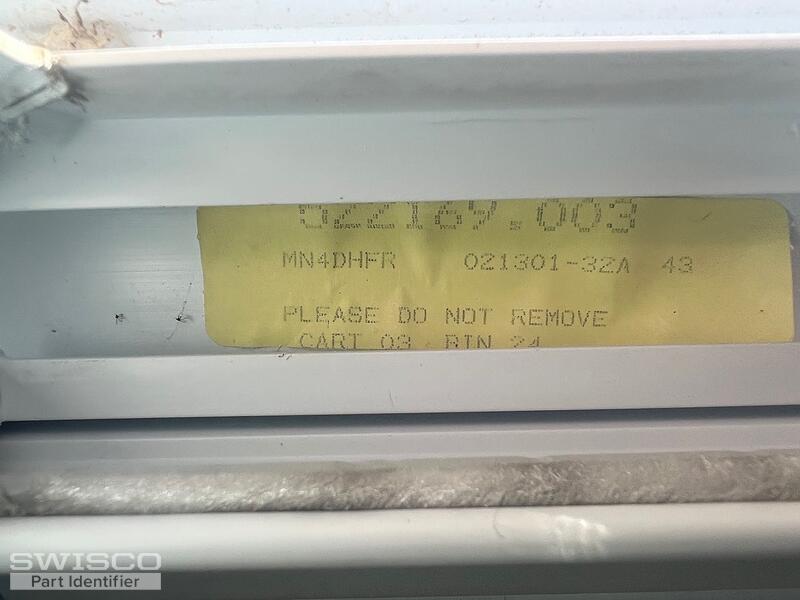 MN4DHFR 021301-32A 43
PLEASE DO NOT REMOVE
CART 03 BIN 24
SWISCO
Part Identifier